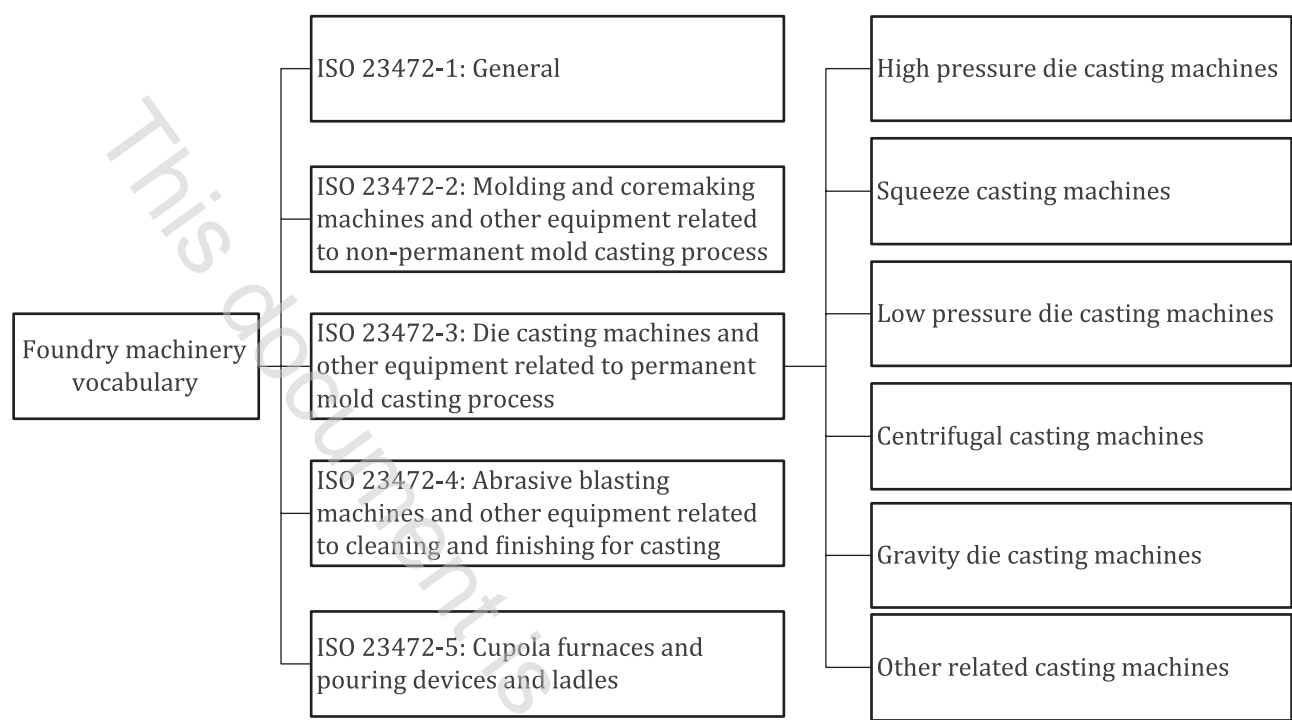 Foundry machinery
vocabulary
ISO 23472-1: General
ISO 23472-2: Molding and coremaking
machines and other equipment related
to non-permanent mold casting process
ISO 23472-3: Die casting machines and
other equipment related to permanent
mold casting process
ISO 23472-4: Abrasive blasting
machines and other equipment related
to cleaning and finishing for casting
ISO 23472-5: Cupola furnaces and
pouring devices and ladles
High pressure die casting machines
Squeeze casting machines
Low pressure die casting machines
Centrifugal casting machines
Gravity die casting machines
Other related casting machines
This document is